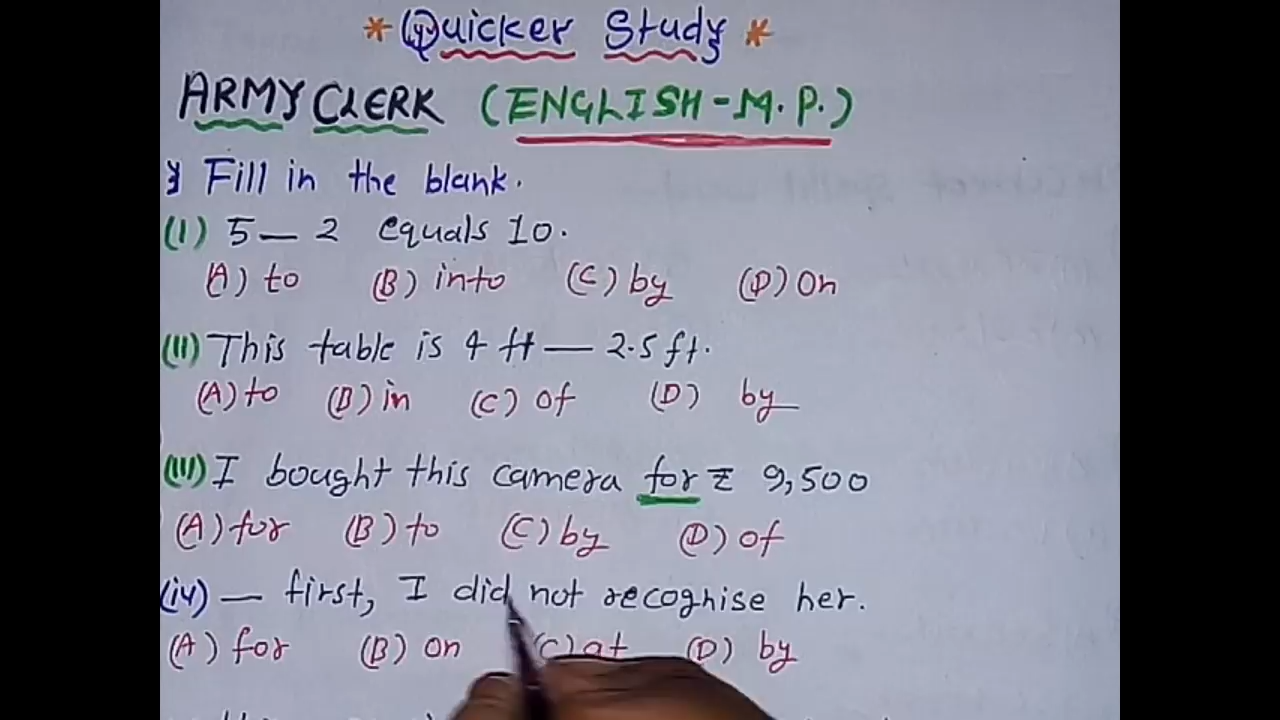 * Quicker Study *
ARMY CLERK (ENGLISH-M.P.)
Fill in the blank.
(I) 5 — 2 equals 10.
(A) to (B) into (C) by (D) On
(II) This table is 4 ft — 2.5 ft.
(A) to (B) in (C) of (D) by
(III) I bought this camera for ₹ 9,500
(A) for (B) to (C) by (D) of
(iv) — first, I did not recognise her.
(A) for (B) on (C) at (D) by